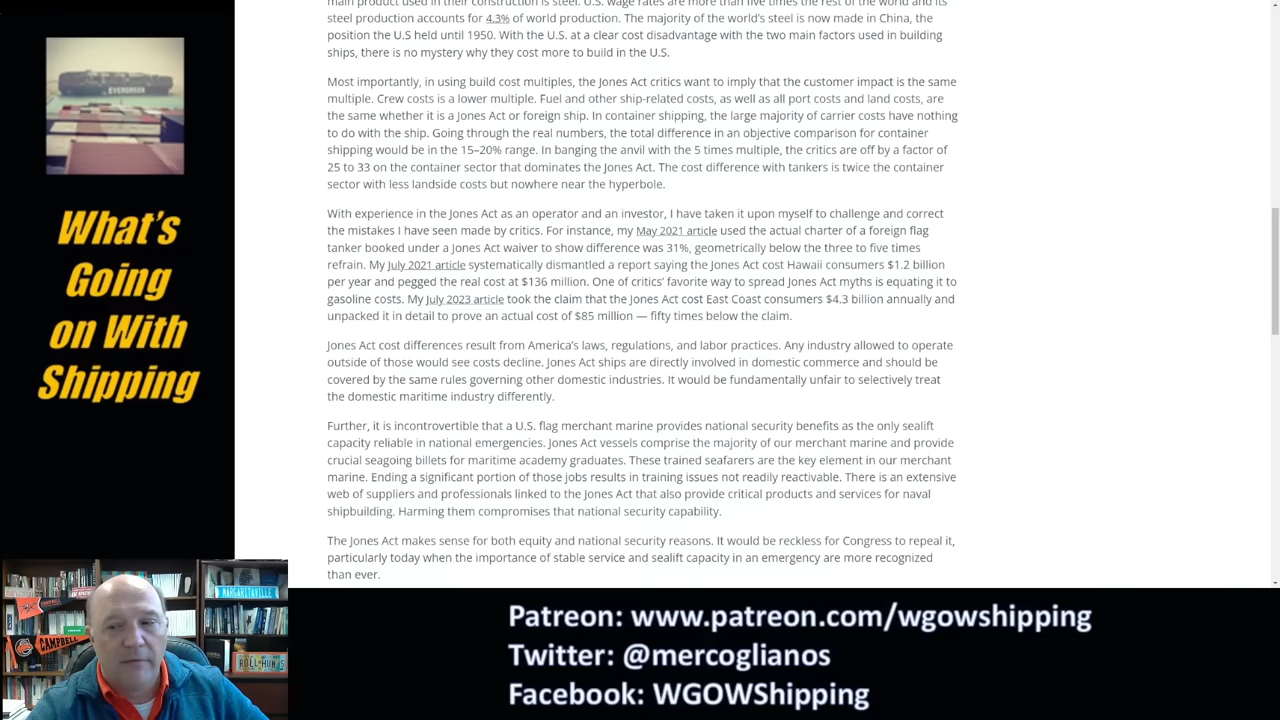 main product used in their construction is steel. U.S. wage rates are more than five times the rest of the world and its
steel production accounts for 4.3% of world production. The majority of the world's steel is now made in China, the
position the U.S held until 1950. With the U.S. at a clear cost disadvantage with the two main factors used in building
ships, there is no mystery why they cost more to build in the U.S.
Most importantly, in using build cost multiples, the Jones Act critics want to imply that the customer impact is the same
multiple. Crew costs is a lower multiple. Fuel and other ship-related costs, as well as all port costs and land costs, are
the same whether it is a Jones Act or foreign ship. In container shipping, the large majority of carrier costs have nothing
to do with the ship. Going through the real numbers, the total difference in an objective comparison for container
shipping would be in the 15–20% range. In banging the anvil with the 5 times multiple, the critics are off by a factor of
25 to 33 on the container sector that dominates the Jones Act. The cost difference with tankers is twice the container
sector with less landside costs but nowhere near the hyperbole.
With experience in the Jones Act as an operator and an investor, I have taken it upon myself to challenge and correct
the mistakes I have seen made by critics. For instance, my May 2021 article used the actual charter of a foreign flag
tanker booked under a Jones Act waiver to show difference was 31%, geometrically below the three to five times
refrain. My July 2021 article systematically dismantled a report saying the Jones Act cost Hawaii consumers $1.2 billion
per year and pegged the real cost at $136 million. One of critics' favorite way to spread Jones Act myths is equating it to
gasoline costs. My July 2023 article took the claim that the Jones Act cost East Coast consumers $4.3 billion annually and
unpacked it in detail to prove an actual cost of $85 million — fifty times below the claim.
Jones Act cost differences result from America's laws, regulations, and labor practices. Any industry allowed to operate
outside of those would see costs decline. Jones Act ships are directly involved in domestic commerce and should be
covered by the same rules governing other domestic industries. It would be fundamentally unfair to selectively treat
the domestic maritime industry differently.
Further, it is incontrovertible that a U.S. flag merchant marine provides national security benefits as the only sealift
capacity reliable in national emergencies. Jones Act vessels comprise the majority of our merchant marine and provide
crucial seagoing billets for maritime academy graduates. These trained seafarers are the key element in our merchant
marine. Ending a significant portion of those jobs results in training issues not readily reactivable. There is an extensive
web of suppliers and professionals linked to the Jones Act that also provide critical products and services for naval
shipbuilding. Harming them compromises that national security capability.
The Jones Act makes sense for both equity and national security reasons. It would be reckless for Congress to repeal it,
particularly today when the importance of stable service and sealift capacity in an emergency are more recognized
than ever.
EVERGREEN
What's
Going
on With
Shipping
MARGARITAVILLE
CAMPBELL
ROLL HUM S
Patreon: www.patreon.com/wgowshipping
Twitter: @mercoglianos
Facebook: WGOWShipping